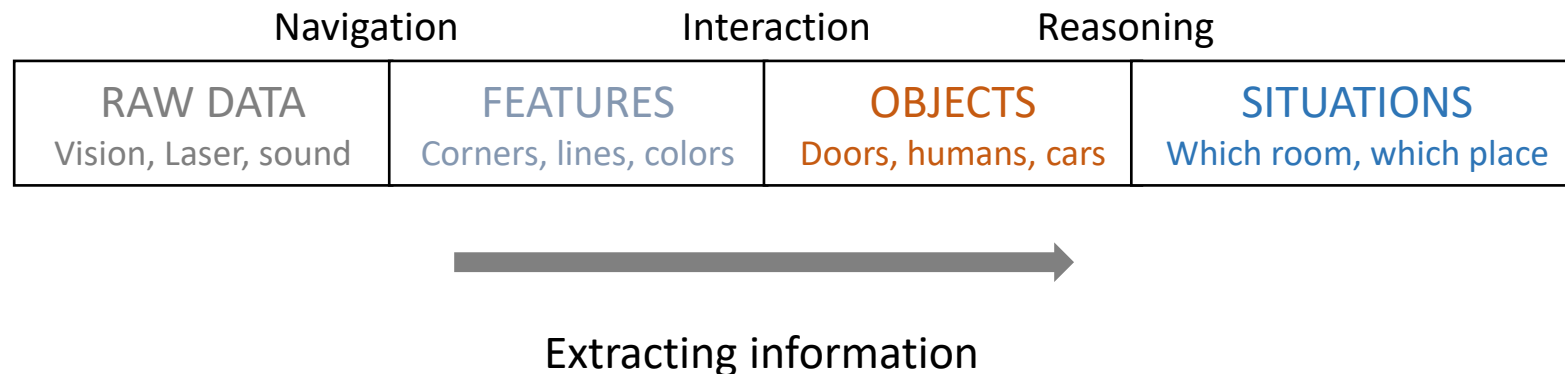 Navigation Interaction Reasoning
RAW DATA FEATURES OBJECTS SITUATIONS
Vision, Laser, sound Corners, lines, colors Doors, humans, cars Which room, which place
Extracting information